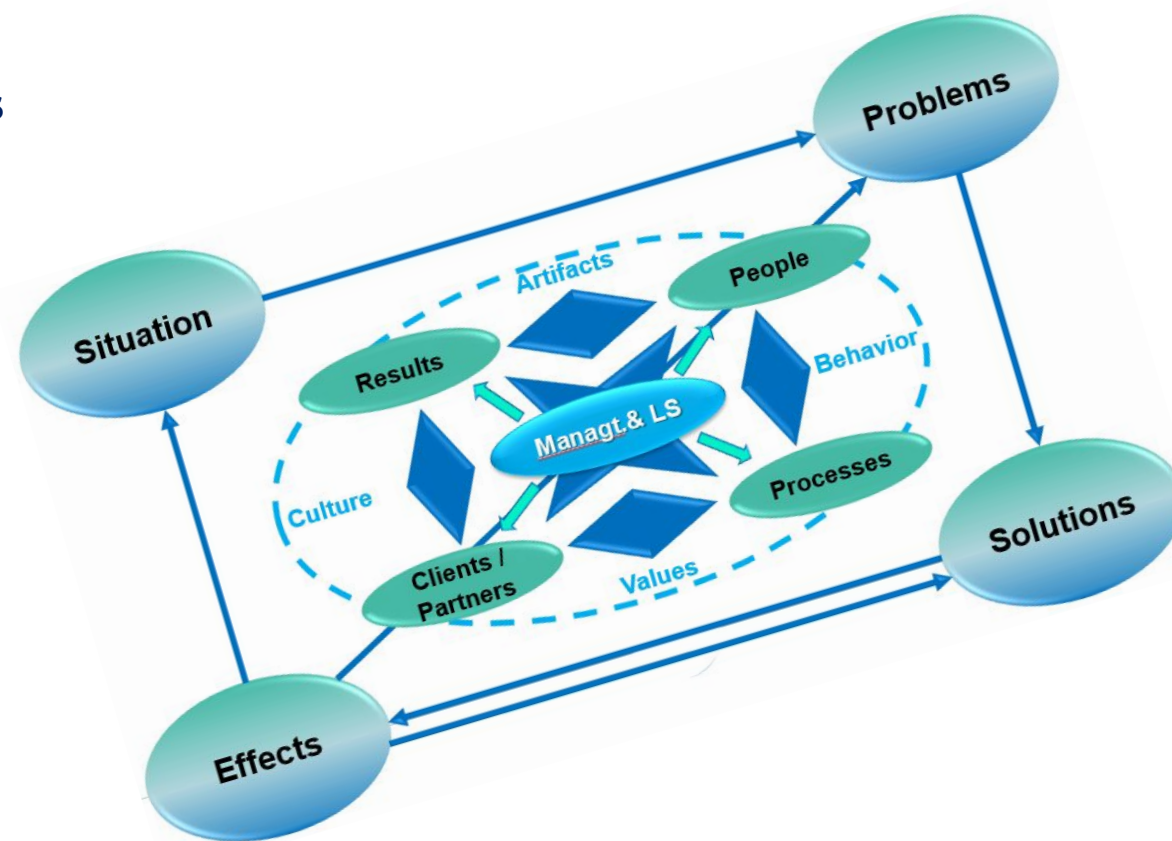 s
Problems
People
Artifacts
Situation
Behavior
Results
Managt.& LS
Processes
Culture
Solutions
Clients /
Partners
Values
Effects